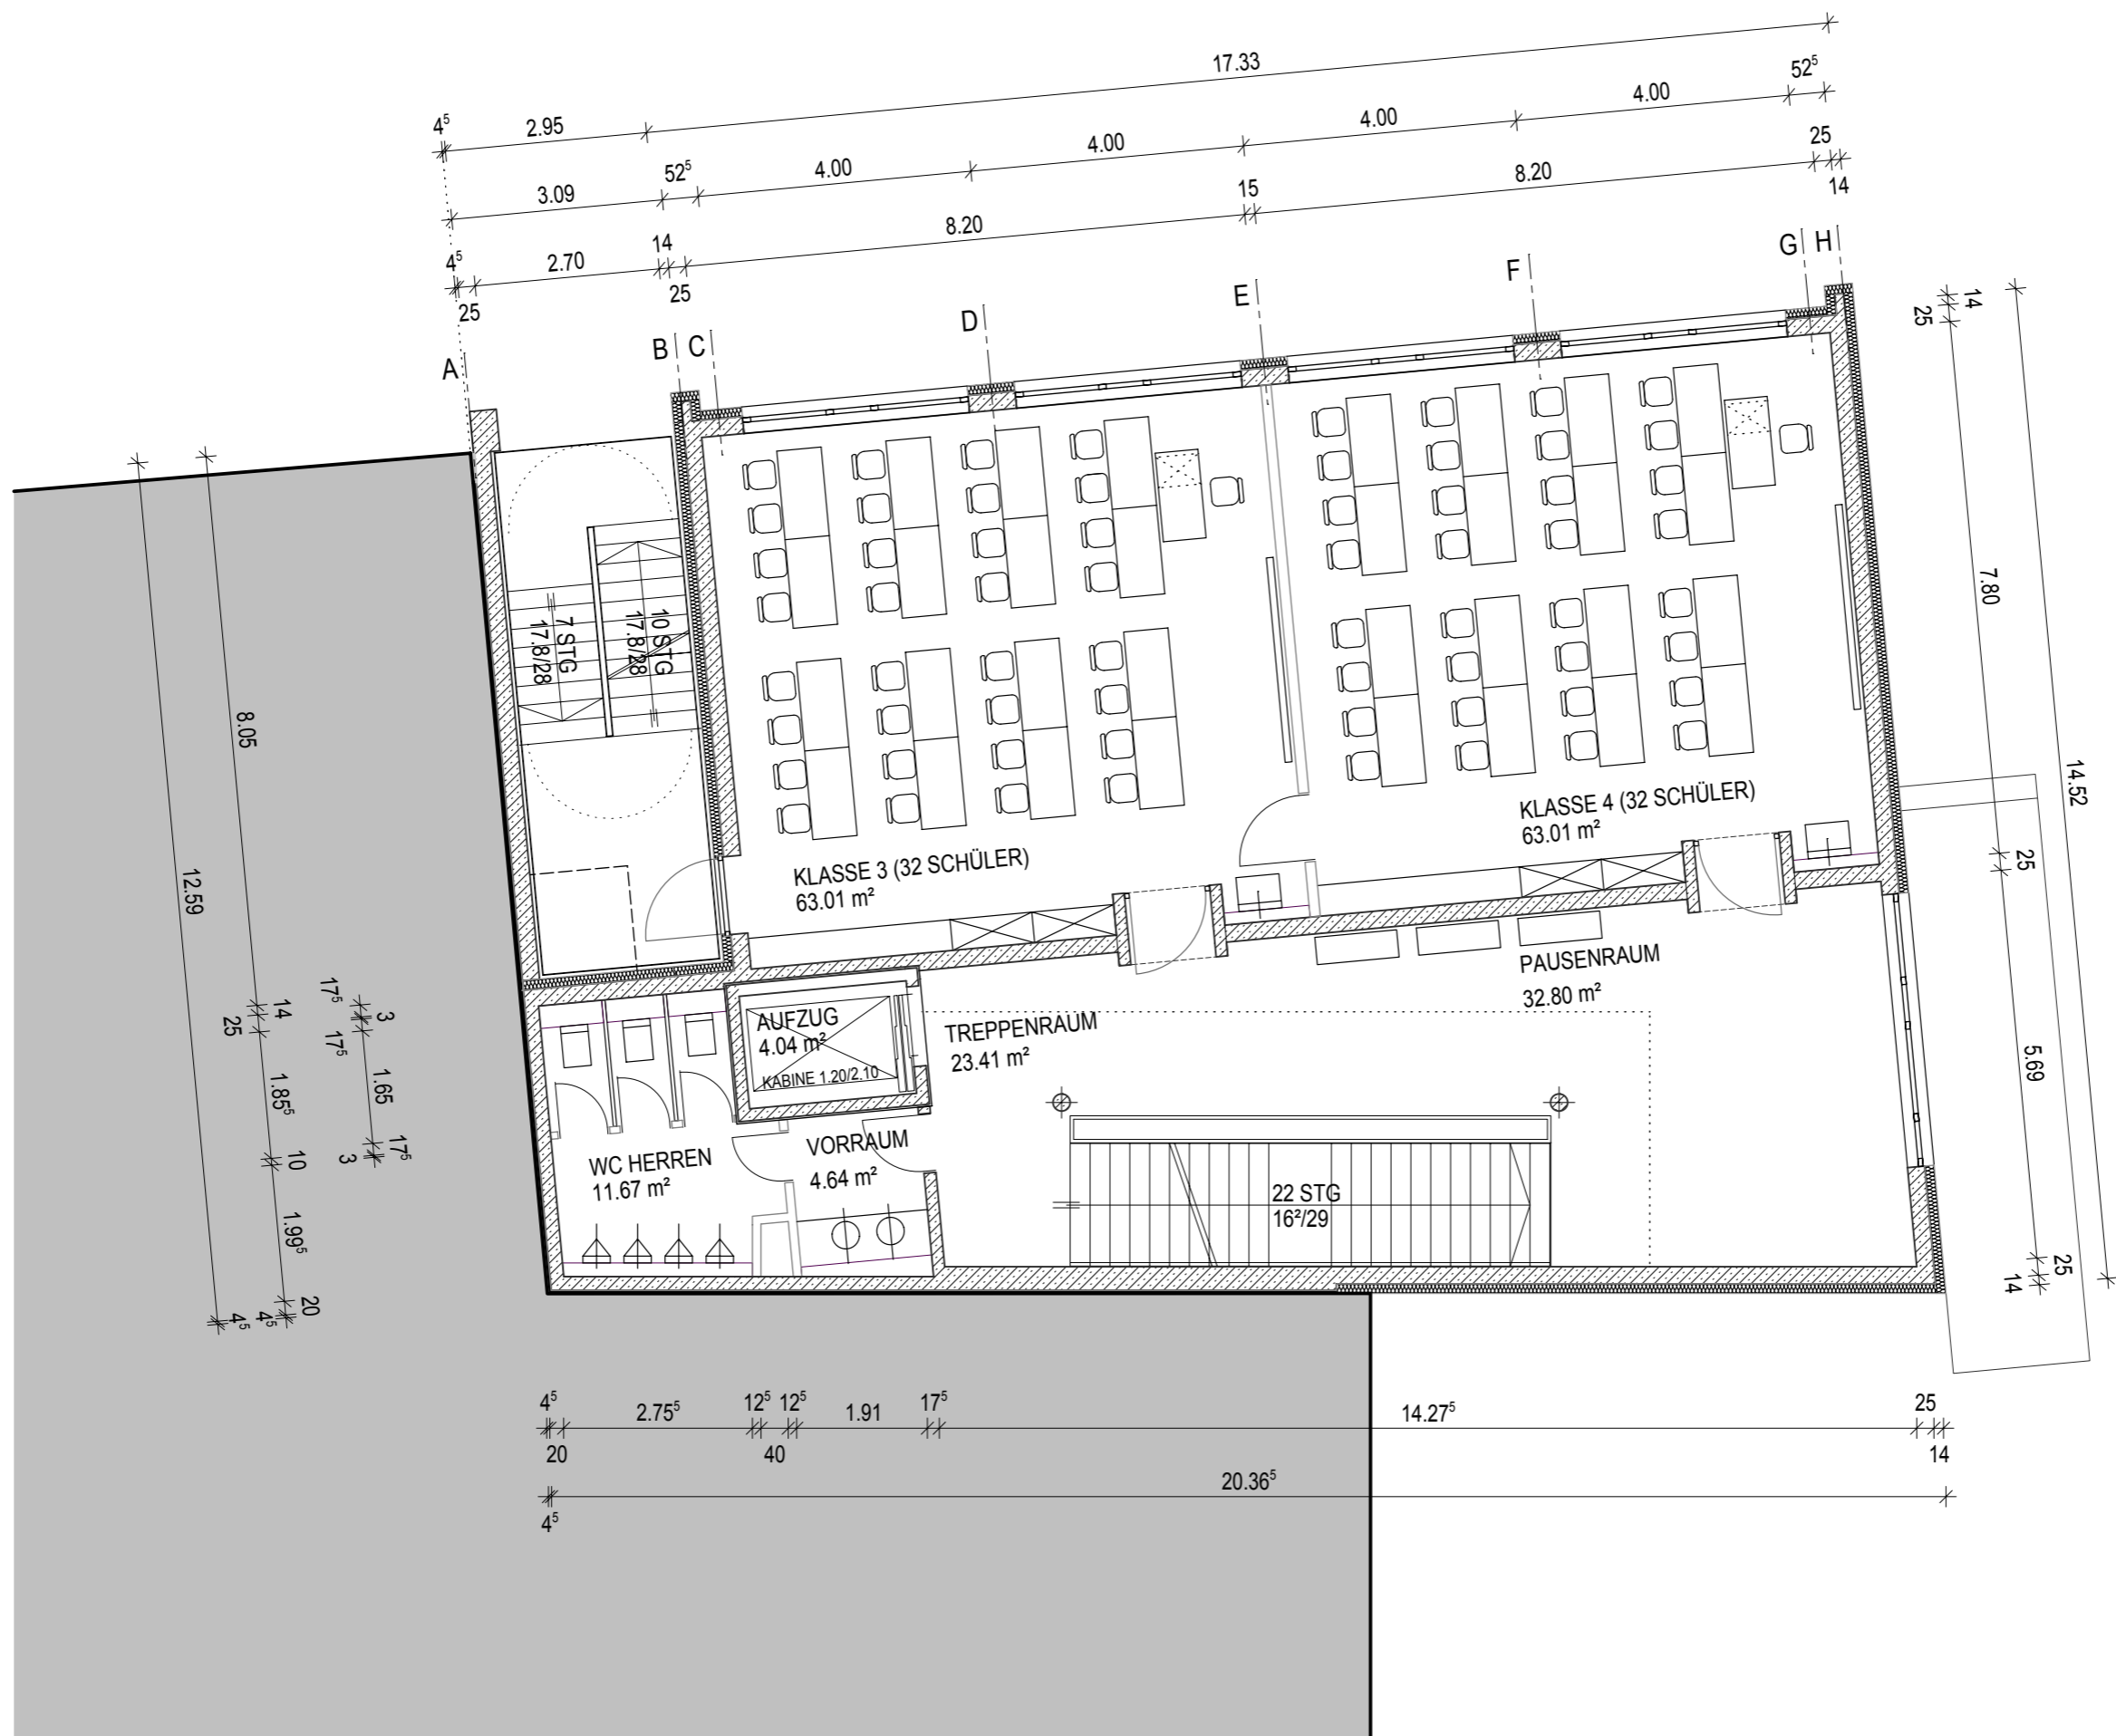 17.33
4⁵ 2.95
4.00 52⁵
4.00
4.00
3.09 52⁵ 4.00
8.20 25
14
15
8.20
4⁵ 2.70 14
25 25
A
B C
D
E
F
G H
14
25
7.80
14.52
25
5.69
25
14
8.05
12.59
14
25
1.85⁵
10
1.99⁵
20
4⁵
4⁵
17⁵
3
17⁵
1.65
17⁵
3
7 STG
17.8/28
10 STG
17.8/28
KLASSE 3 (32 SCHÜLER)
63.01 m²
KLASSE 4 (32 SCHÜLER)
63.01 m²
PAUSENRAUM
32.80 m²
TREPPENRAUM
23.41 m²
AUFZUG
4.04 m²
KABINE 1.20/2.10
VORRAUM
4.64 m²
WC HERREN
11.67 m²
22 STG
16²/29
4⁵ 2.75⁵ 12⁵ 12⁵ 1.91 17⁵ 14.27⁵ 25
20 40 14
20.36⁵
4⁵